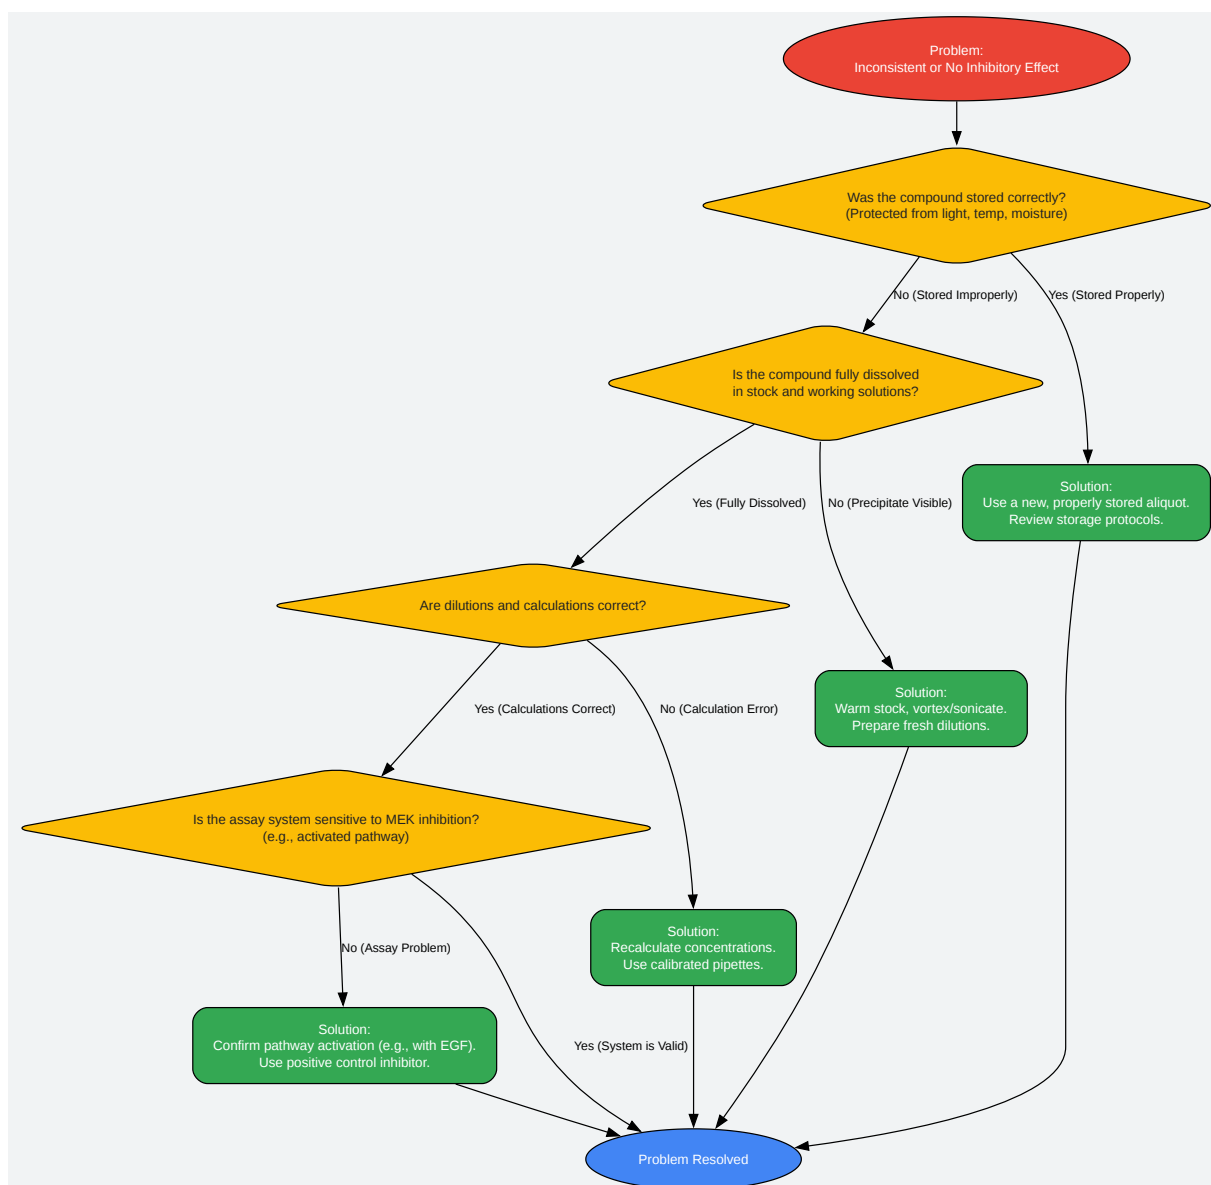 Problem:
Inconsistent or No Inhibitory Effect
Was the compound stored correctly?
(Protected from light, temp, moisture)
No (Stored Improperly)
Yes (Stored Properly)
Is the compound fully dissolved
in stock and working solutions?
Yes (Fully Dissolved)
No (Precipitate Visible)
Solution:
Use a new, properly stored aliquot.
Review storage protocols.
Are dilutions and calculations correct?
Yes (Calculations Correct)
No (Calculation Error)
Solution:
Warm stock, vortex/sonicate.
Prepare fresh dilutions.
Is the assay system sensitive to MEK inhibition?
(e.g., activated pathway)
No (Assay Problem)
Solution:
Recalculate concentrations.
Use calibrated pipettes.
Solution:
Confirm pathway activation (e.g., with EGF).
Use positive control inhibitor.
Yes (System is Valid)
Problem Resolved